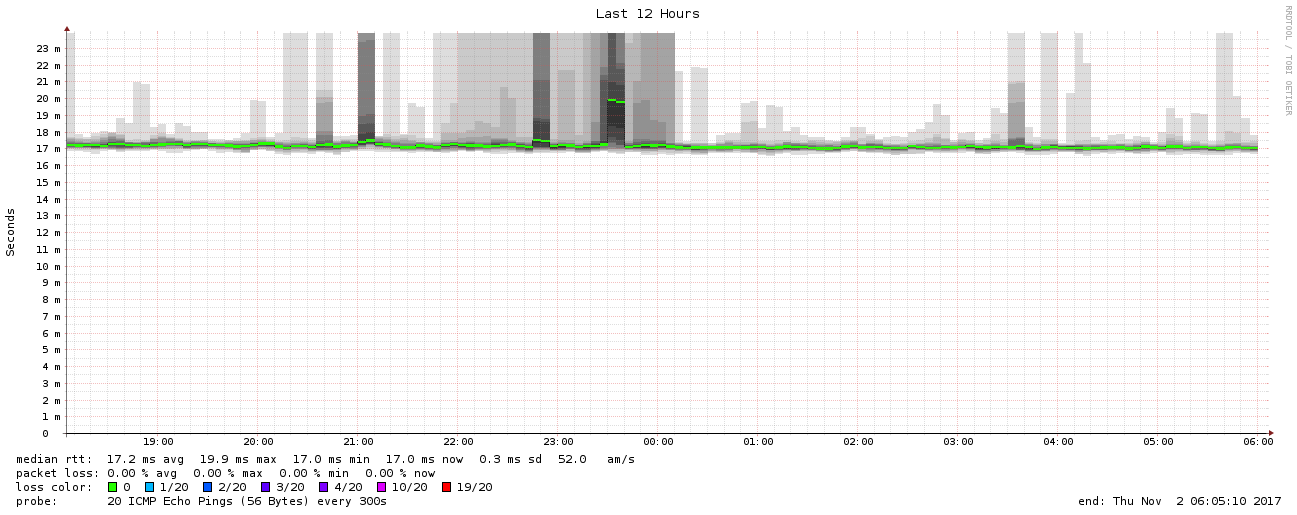 Last 12 Hours
RRDTOOL / TOBI OETIKER
Seconds
23 m
22 m
21 m
20 m
19 m
18 m
17 m
16 m
15 m
14 m
13 m
12 m
11 m
10 m
9 m
8 m
7 m
6 m
5 m
4 m
3 m
2 m
1 m
0
19:00 20:00 21:00 22:00 23:00 00:00 01:00 02:00 03:00 04:00 05:00 06:00
median rtt: 17.2 ms avg 19.9 ms max 17.0 ms min 17.0 ms now 0.3 ms sd 52.0 am/s
packet loss: 0.00 % avg 0.00 % max 0.00 % min 0.00 % now
loss color: 0 1/20 2/20 3/20 4/20 10/20 19/20
probe: 20 ICMP Echo Pings (56 Bytes) every 300s end: Thu Nov 2 06:05:10 2017